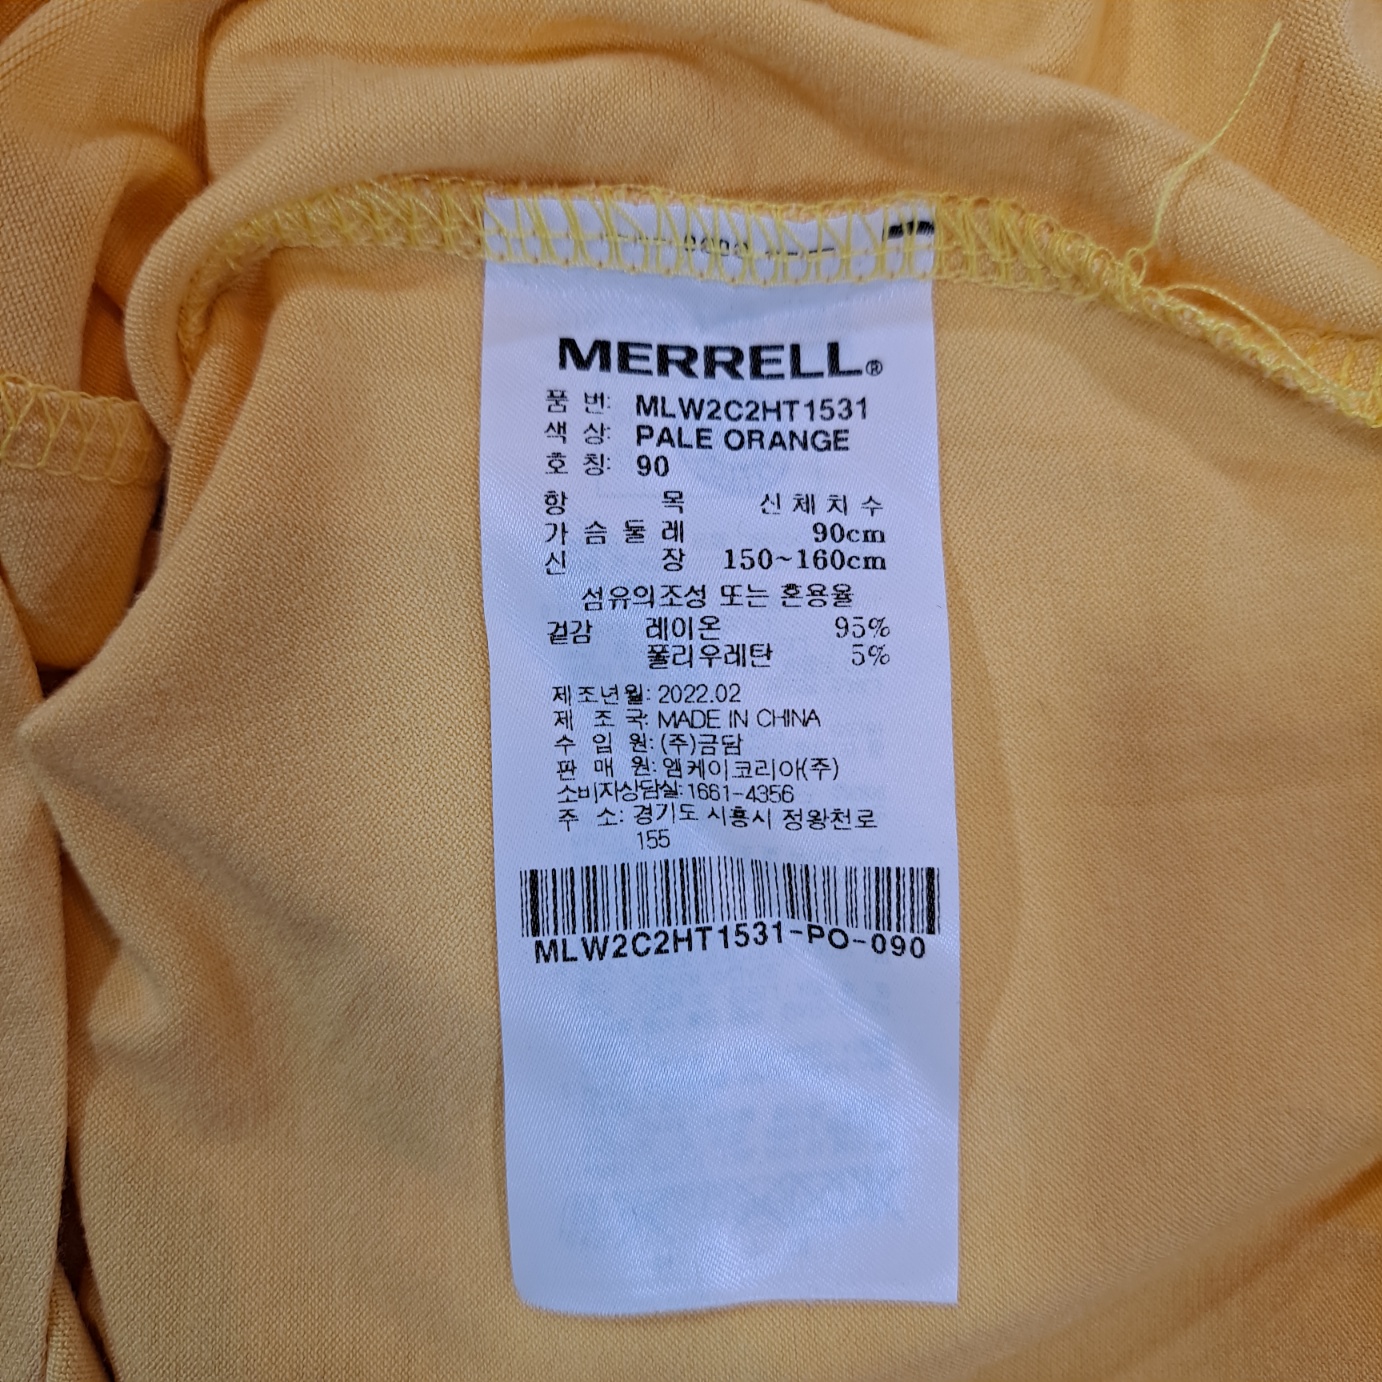 MERRELL®
품 번: MLW2C2HT1531
색 상: PALE ORANGE
호 칭: 90
항 목 신체치수
가슴둘레 90cm
신 장 150~160cm
섬유의조성 또는 혼용율
겉감 레이온 95%
폴리우레탄 5%
제조년월: 2022.02
제 조 국: MADE IN CHINA
수 입 원: (주)금담
판 매 원: 엠케이코리아(주)
소비자상담실: 1661-4356
주 소: 경기도 시흥시 정왕천로
155
MLW2C2HT1531-PO-090